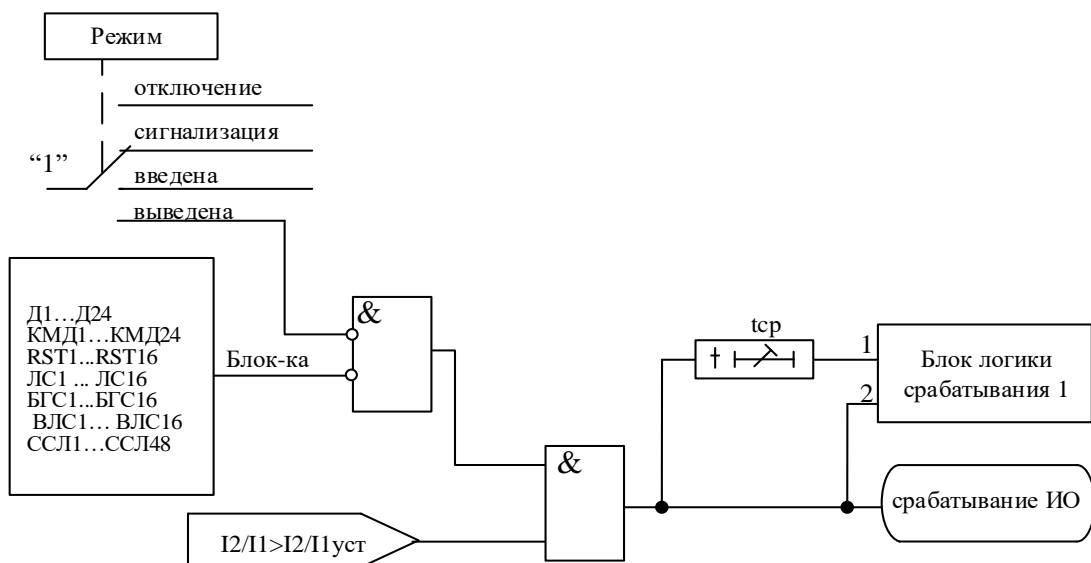 Режим
отключение
сигнализация
“1”
введена
выведена
Д1…Д24
КМД1…КМД24
RST1...RST16
ЛС1 ... ЛС16
БГС1...БГС16
ВЛС1… ВЛС16
ССЛ1…ССЛ48
Блок-ка
&
&
I2/I1>I2/I1уст
tср
1
2
Блок логики
срабатывания 1
срабатывание ИО